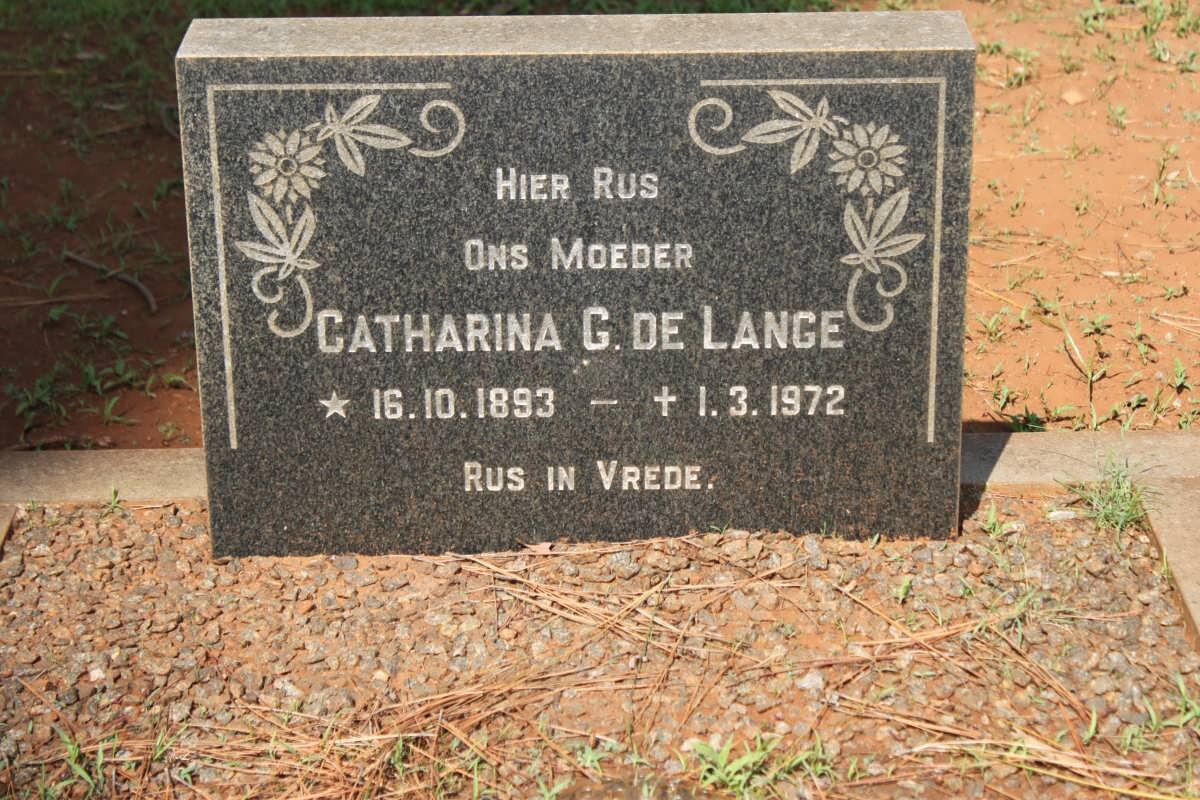 HIER RUS
ONS MOEDER
CATHARINA G. DE LANGE
★ 16.10.1893 — ✝ 1.3.1972
RUS IN VREDE.